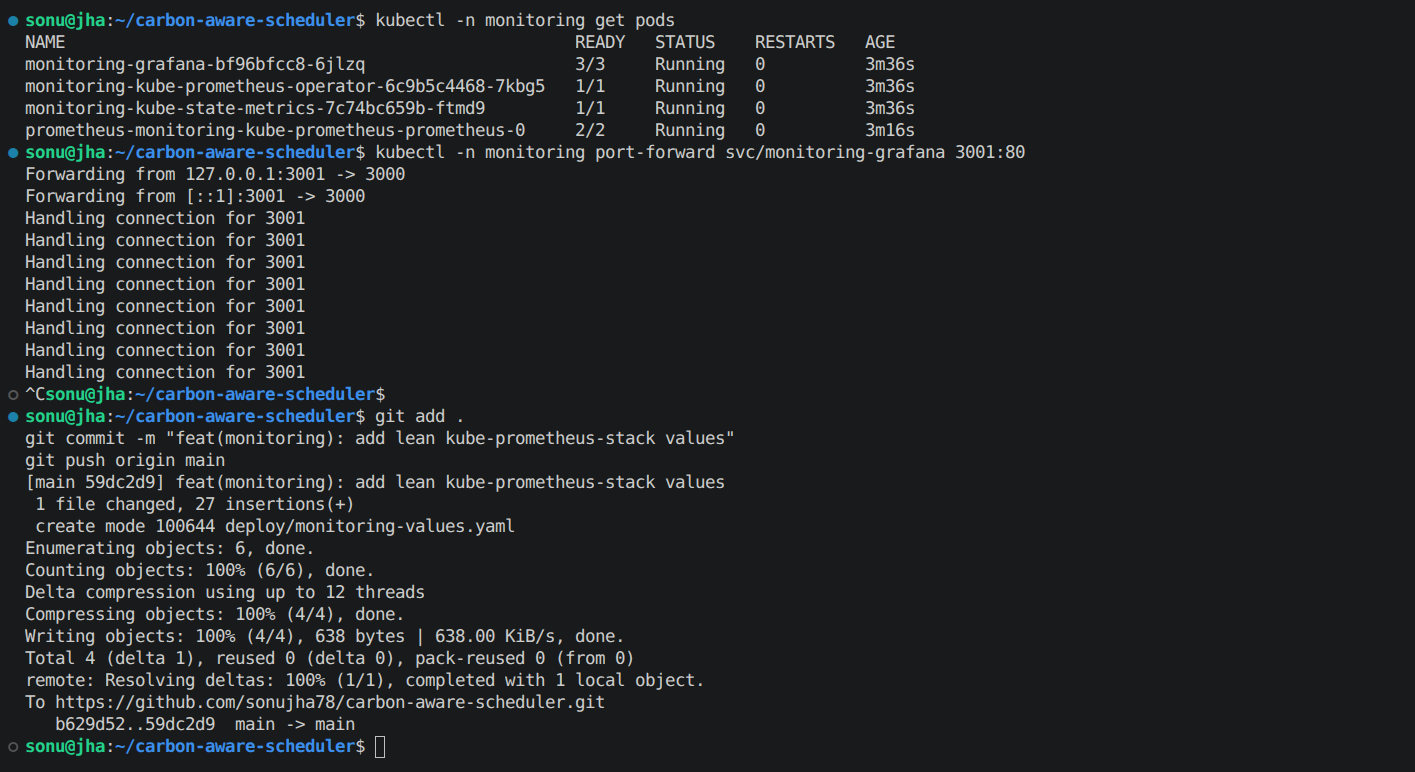 sonu@jha:~/carbon-aware-scheduler$ kubectl -n monitoring get pods
NAME                                                   READY   STATUS    RESTARTS   AGE
monitoring-grafana-bf96bfcc8-6jlzq                     3/3     Running   0          3m36s
monitoring-kube-prometheus-operator-6c9b5c4468-7kbg5   1/1     Running   0          3m36s
monitoring-kube-state-metrics-7c74bc659b-ftmd9         1/1     Running   0          3m36s
prometheus-monitoring-kube-prometheus-prometheus-0     2/2     Running   0          3m16s
sonu@jha:~/carbon-aware-scheduler$ kubectl -n monitoring port-forward svc/monitoring-grafana 3001:80
Forwarding from 127.0.0.1:3001 -> 3000
Forwarding from [::1]:3001 -> 3000
Handling connection for 3001
Handling connection for 3001
Handling connection for 3001
Handling connection for 3001
Handling connection for 3001
Handling connection for 3001
Handling connection for 3001
Handling connection for 3001
^Csonu@jha:~/carbon-aware-scheduler$
sonu@jha:~/carbon-aware-scheduler$ git add .
git commit -m "feat(monitoring): add lean kube-prometheus-stack values"
git push origin main
[main 59dc2d9] feat(monitoring): add lean kube-prometheus-stack values
 1 file changed, 27 insertions(+)
 create mode 100644 deploy/monitoring-values.yaml
Enumerating objects: 6, done.
Counting objects: 100% (6/6), done.
Delta compression using up to 12 threads
Compressing objects: 100% (4/4), done.
Writing objects: 100% (4/4), 638 bytes | 638.00 KiB/s, done.
Total 4 (delta 1), reused 0 (delta 0), pack-reused 0 (from 0)
remote: Resolving deltas: 100% (1/1), completed with 1 local object.
To https://github.com/sonujha78/carbon-aware-scheduler.git
   b629d52..59dc2d9  main -> main
sonu@jha:~/carbon-aware-scheduler$